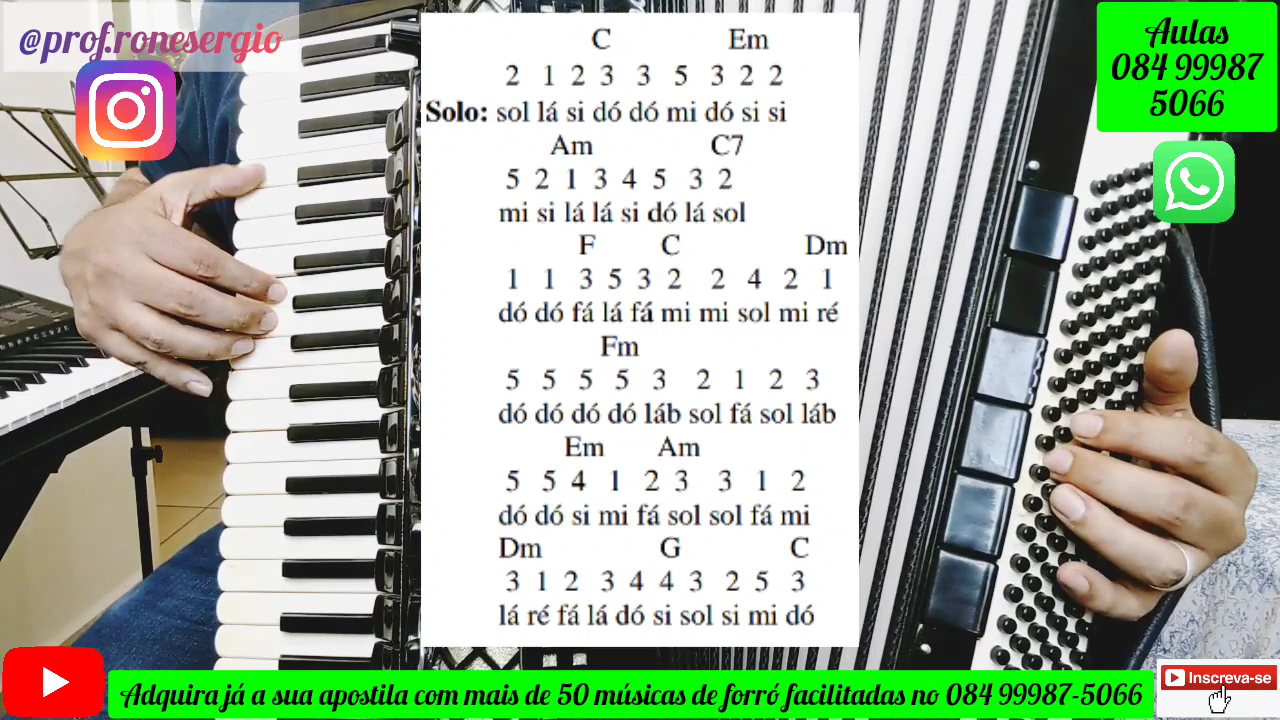 @prof.ronesergio
C Em
2 1 2 3 3 5 3 2 2
Solo: sol lá si dó dó mi dó si si
Am C7
5 2 1 3 4 5 3 2
mi si lá lá si dó lá sol
F C Dm
1 1 3 5 3 2 2 4 2 1
dó dó fá lá fá mi mi sol mi ré
Fm
5 5 5 5 3 2 1 2 3
dó dó dó dó láb sol fá sol láb
Em Am
5 5 4 1 2 3 3 1 2
dó dó si mi fá sol sol fá mi
Dm G C
3 1 2 3 4 4 3 2 5 3
lá ré fá lá dó si sol si mi dó
Aulas
084 99987
5066
Adquira já a sua apostila com mais de 50 músicas de forró facilitadas no 084 99987-5066
Inscreva-se